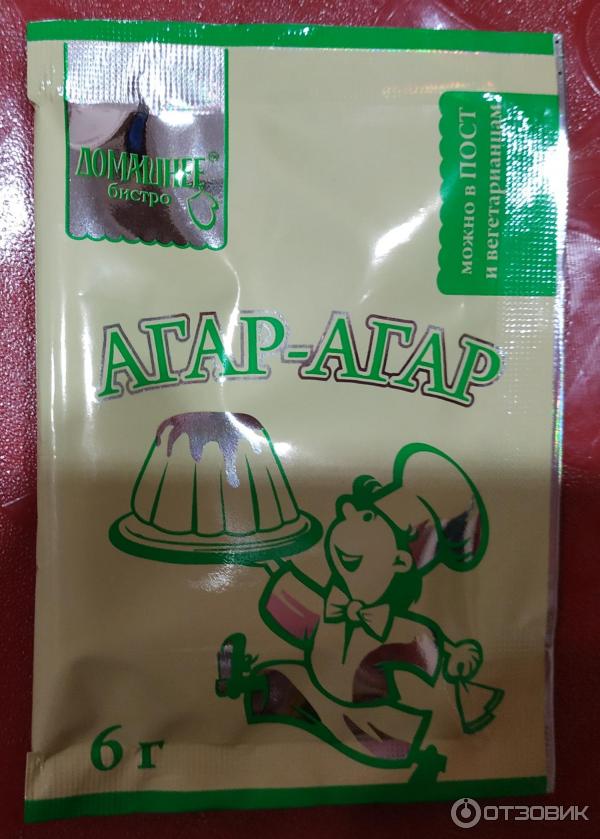 ДОМАШНЕЕ®
бистро
можно в ПОСТ
и вегетарианцам
АГАР-АГАР
6 г
ОТЗОВИК